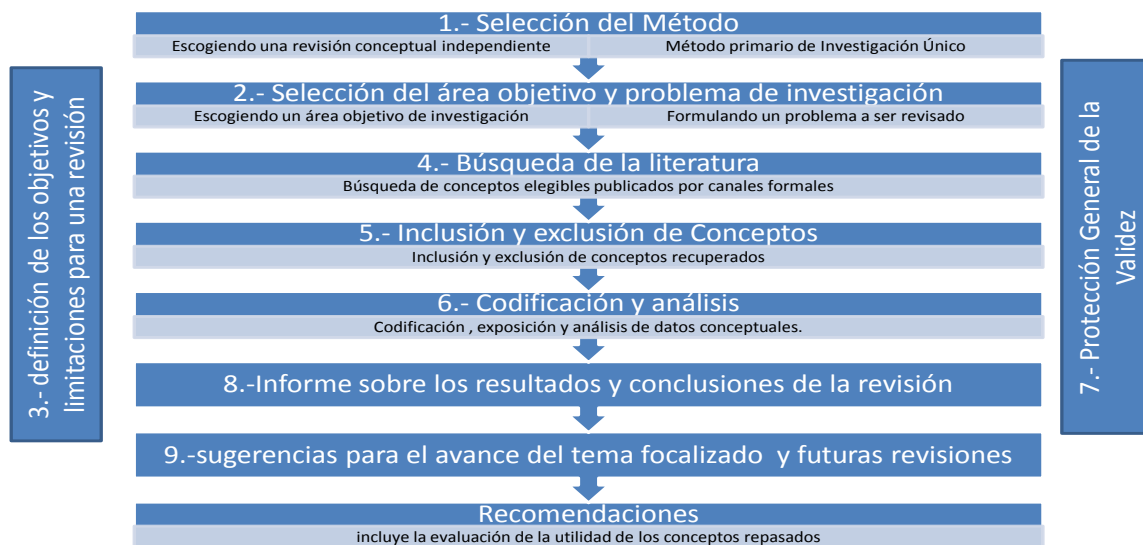 1.- Selección del Método
Escogiendo una revisión conceptual independiente
Método primario de Investigación Único
2.- Selección del área objetivo y problema de investigación
Escogiendo un área objetivo de investigación
Formulando un problema a ser revisado
3.- definición de los objetivos y
limitaciones para una revisión
4.- Búsqueda de la literatura
Búsqueda de conceptos elegibles publicados por canales formales
5.- Inclusión y exclusión de Conceptos
Inclusión y exclusión de conceptos recuperados
6.- Codificación y análisis
Codificación , exposición y análisis de datos conceptuales.
7.- Protección General de la
Validez
8.-Informe sobre los resultados y conclusiones de la revisión
9.-sugerencias para el avance del tema focalizado y futuras revisiones
Recomendaciones
incluye la evaluación de la utilidad de los conceptos repasados